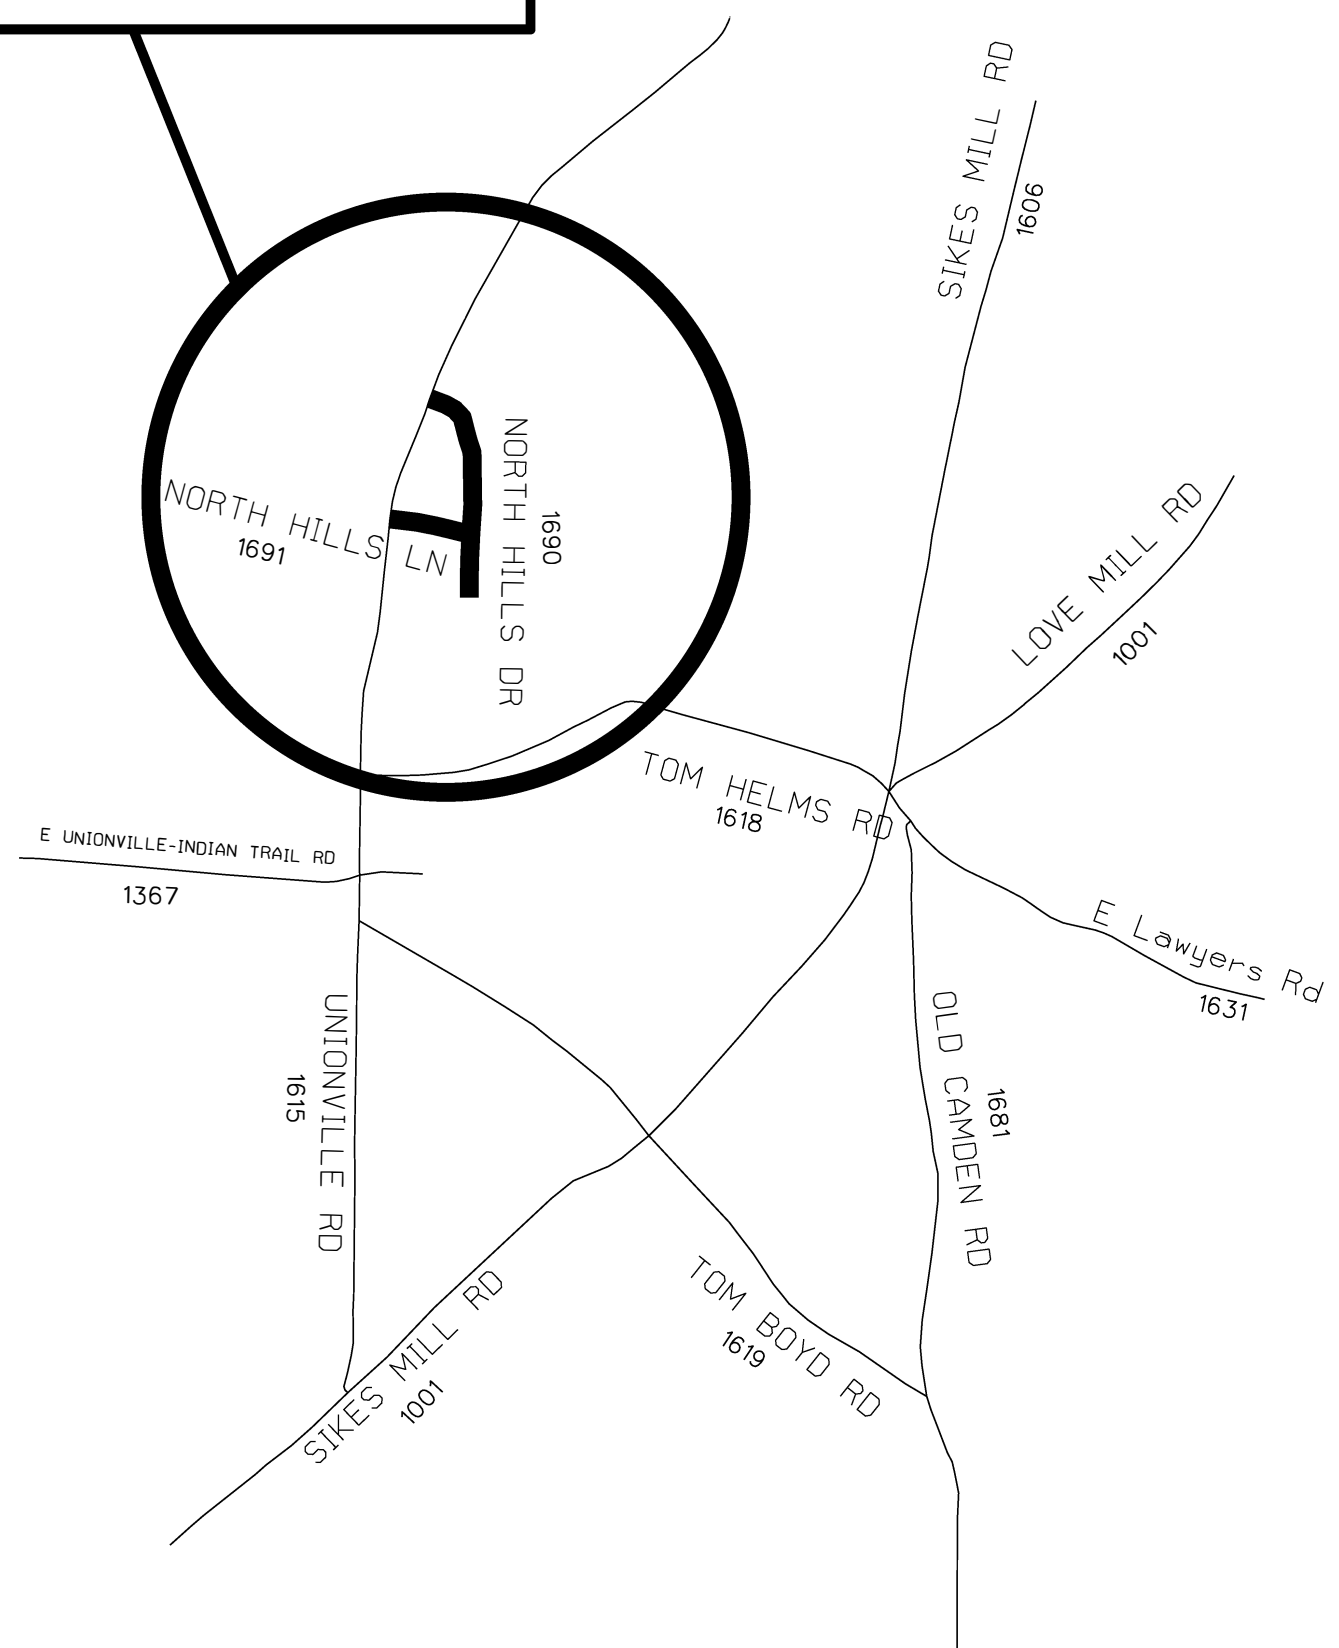 SIKES MILL RD
1606
NORTH HILLS LN
1691
NORTH HILLS DR
1690
LOVE MILL RD
1001
TOM HELMS RD
1618
E UNIONVILLE-INDIAN TRAIL RD
1367
E Lawyers Rd
1631
UNIONVILLE RD
1615
OLD CAMDEN RD
1681
SIKES MILL RD
1001
TOM BOYD RD
1619